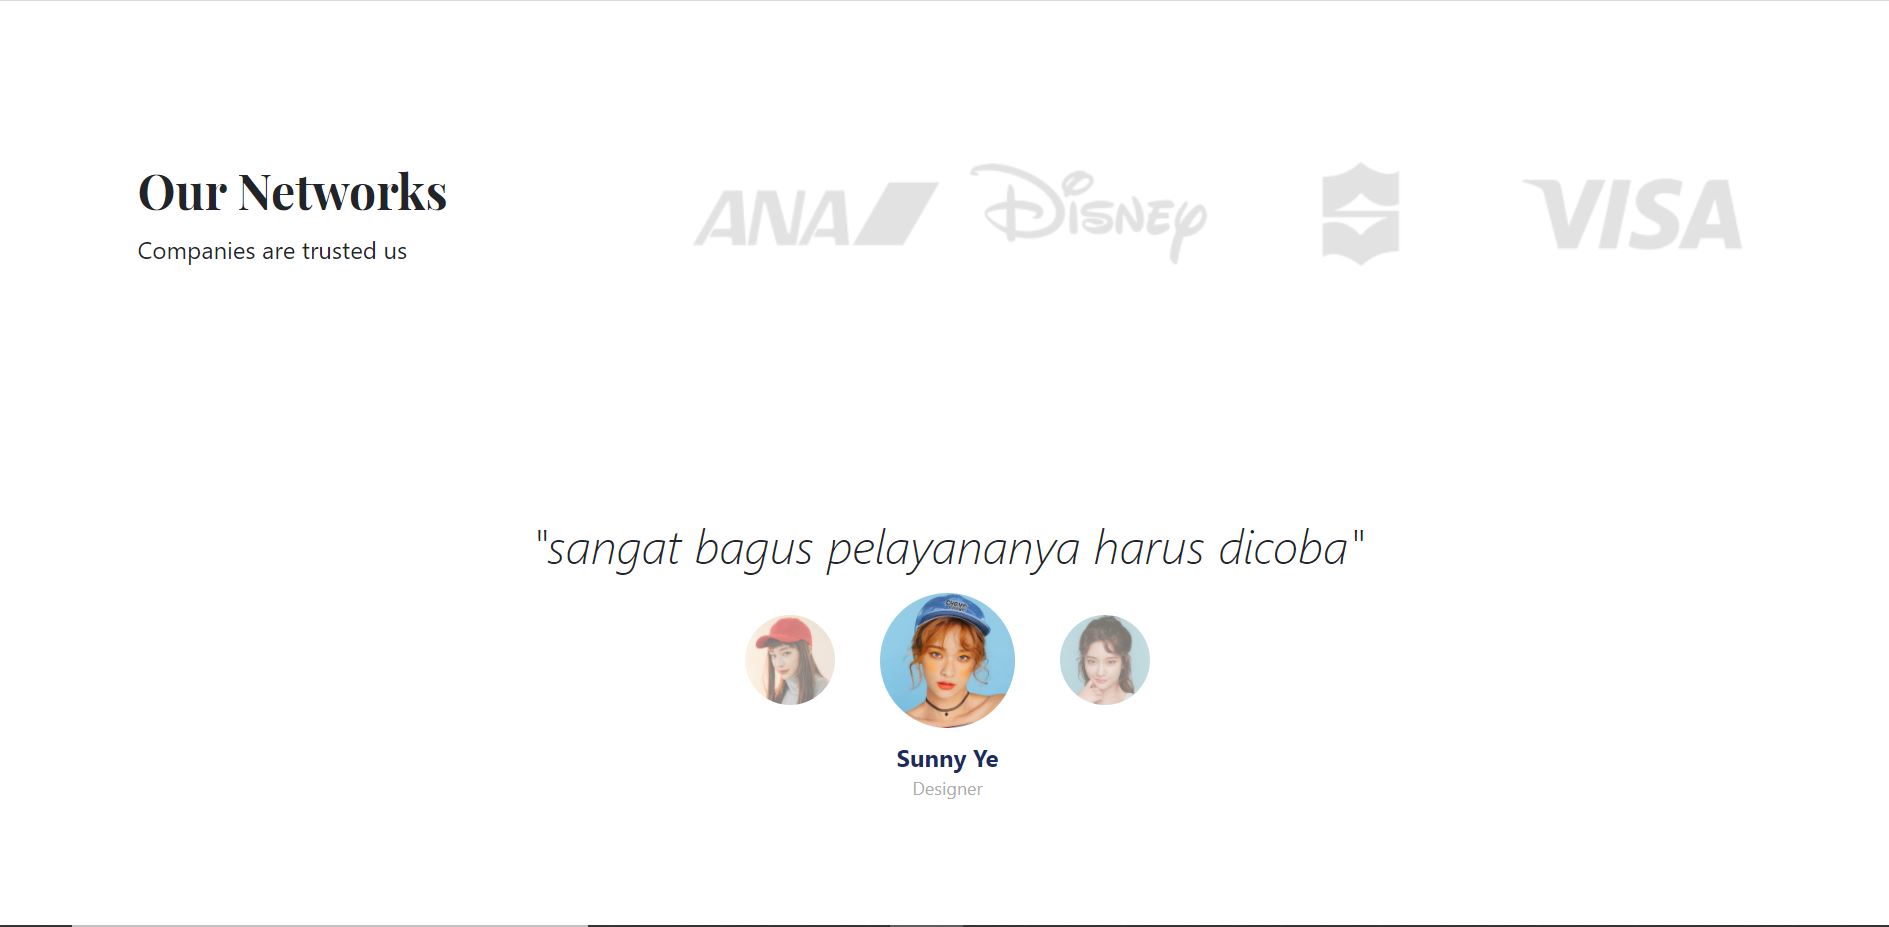 Our Networks
Companies are trusted us
ANA
DISNEY
VISA
"sangat bagus pelayananya harus dicoba"
Sunny Ye
Designer